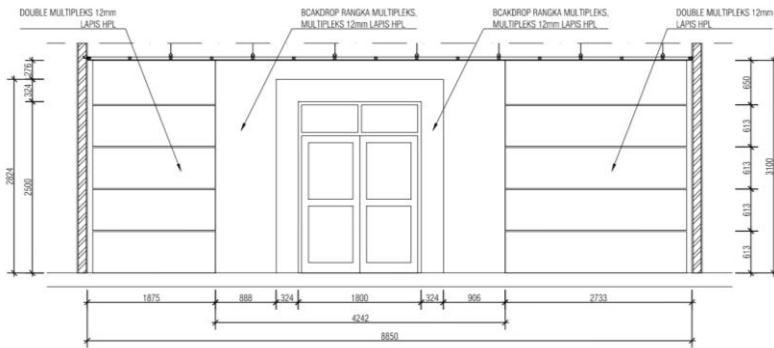 DOUBLE MULTIPLEKS 12mm
LAPIS HPL
BCAKDROP RANGKA MULTIPLEKS,
MULTIPLEKS 12mm LAPIS HPL
BCAKDROP RANGKA MULTIPLEKS,
MULTIPLEKS 12mm LAPIS HPL
DOUBLE MULTIPLEKS 12mm
LAPIS HPL
276
324
2824
2500
650
613
613
613
613
3100
1875
888
324
1800
324
906
2733
4242
8850